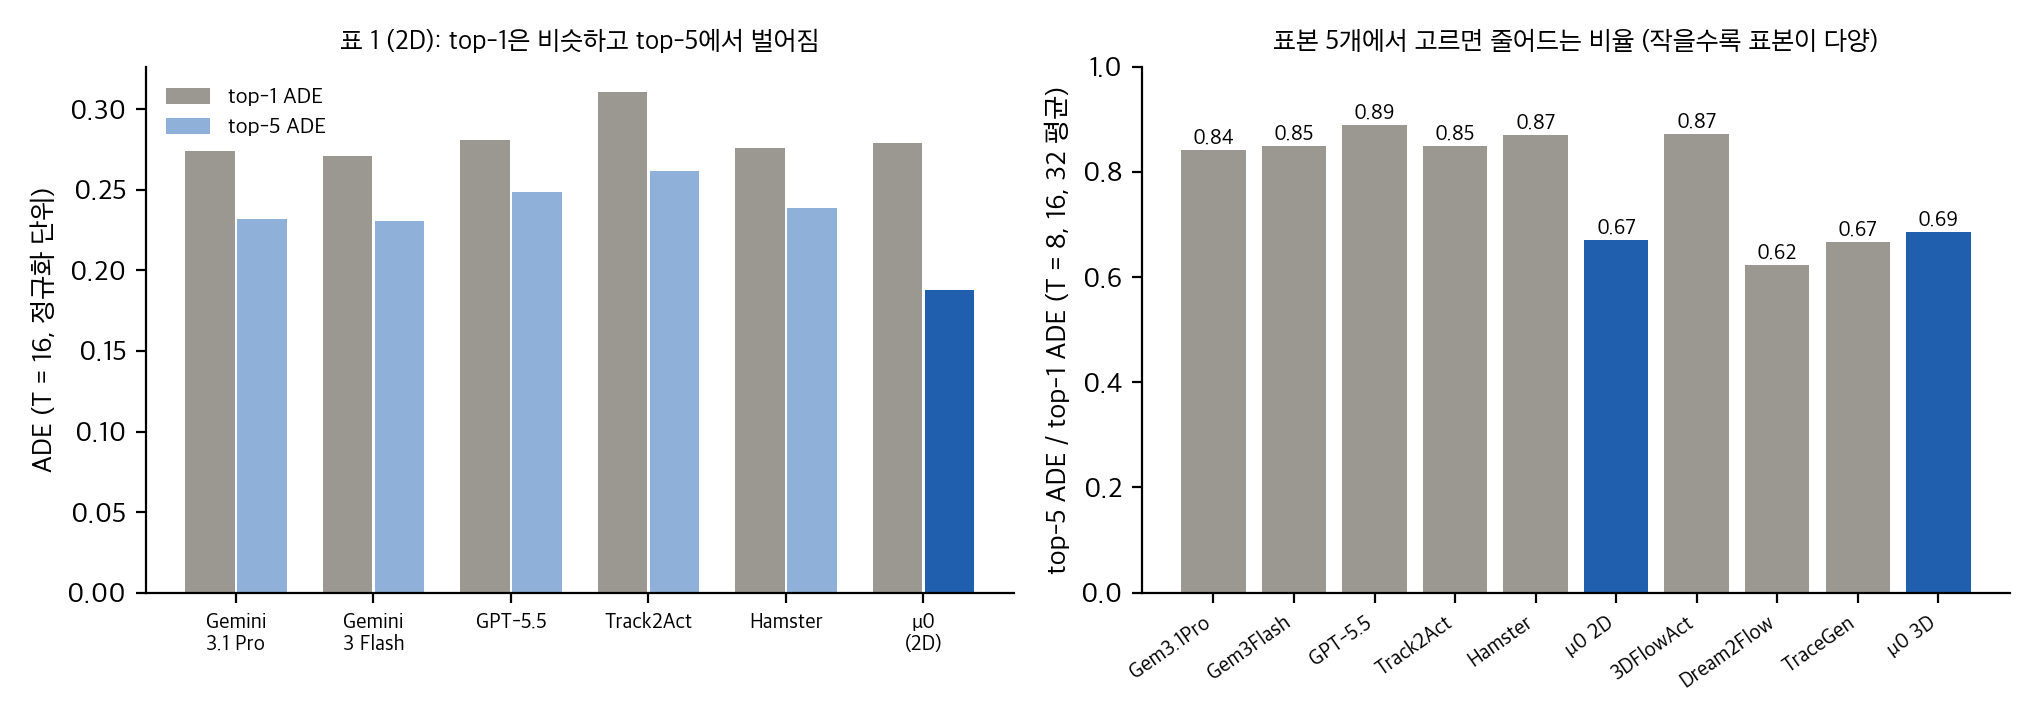 표 1 (2D): top-1은 비슷하고 top-5에서 벌어짐
top-1 ADE
top-5 ADE
ADE (T = 16, 정규화 단위)
0.30
0.25
0.20
0.15
0.10
0.05
0.00
Gemini
3.1 Pro
Gemini
3 Flash
GPT-5.5
Track2Act
Hamster
μ0
(2D)
표본 5개에서 고르면 줄어드는 비율 (작을수록 표본이 다양)
top-5 ADE / top-1 ADE (T = 8, 16, 32 평균)
1.0
0.8
0.6
0.4
0.2
0.0
0.84
0.85
0.89
0.85
0.87
0.67
0.87
0.62
0.67
0.69
Gem3.1Pro
Gem3Flash
GPT-5.5
Track2Act
Hamster
μ0 2D
3DFlowAct
Dream2Flow
TraceGen
μ0 3D